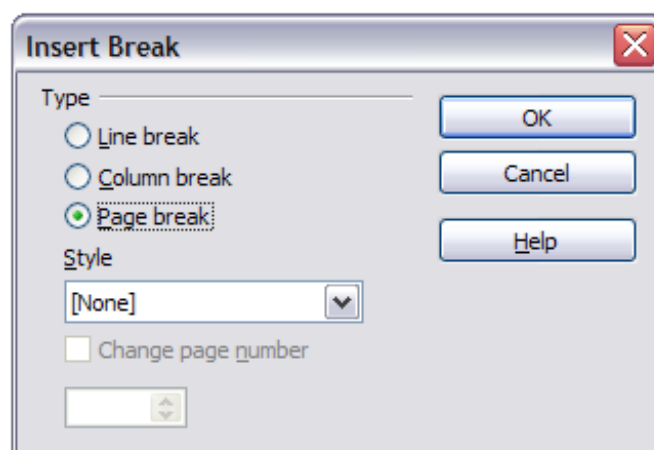 Insert Break
Type
Line break
Column break
Page break
Style
[None]
Change page number
OK
Cancel
Help